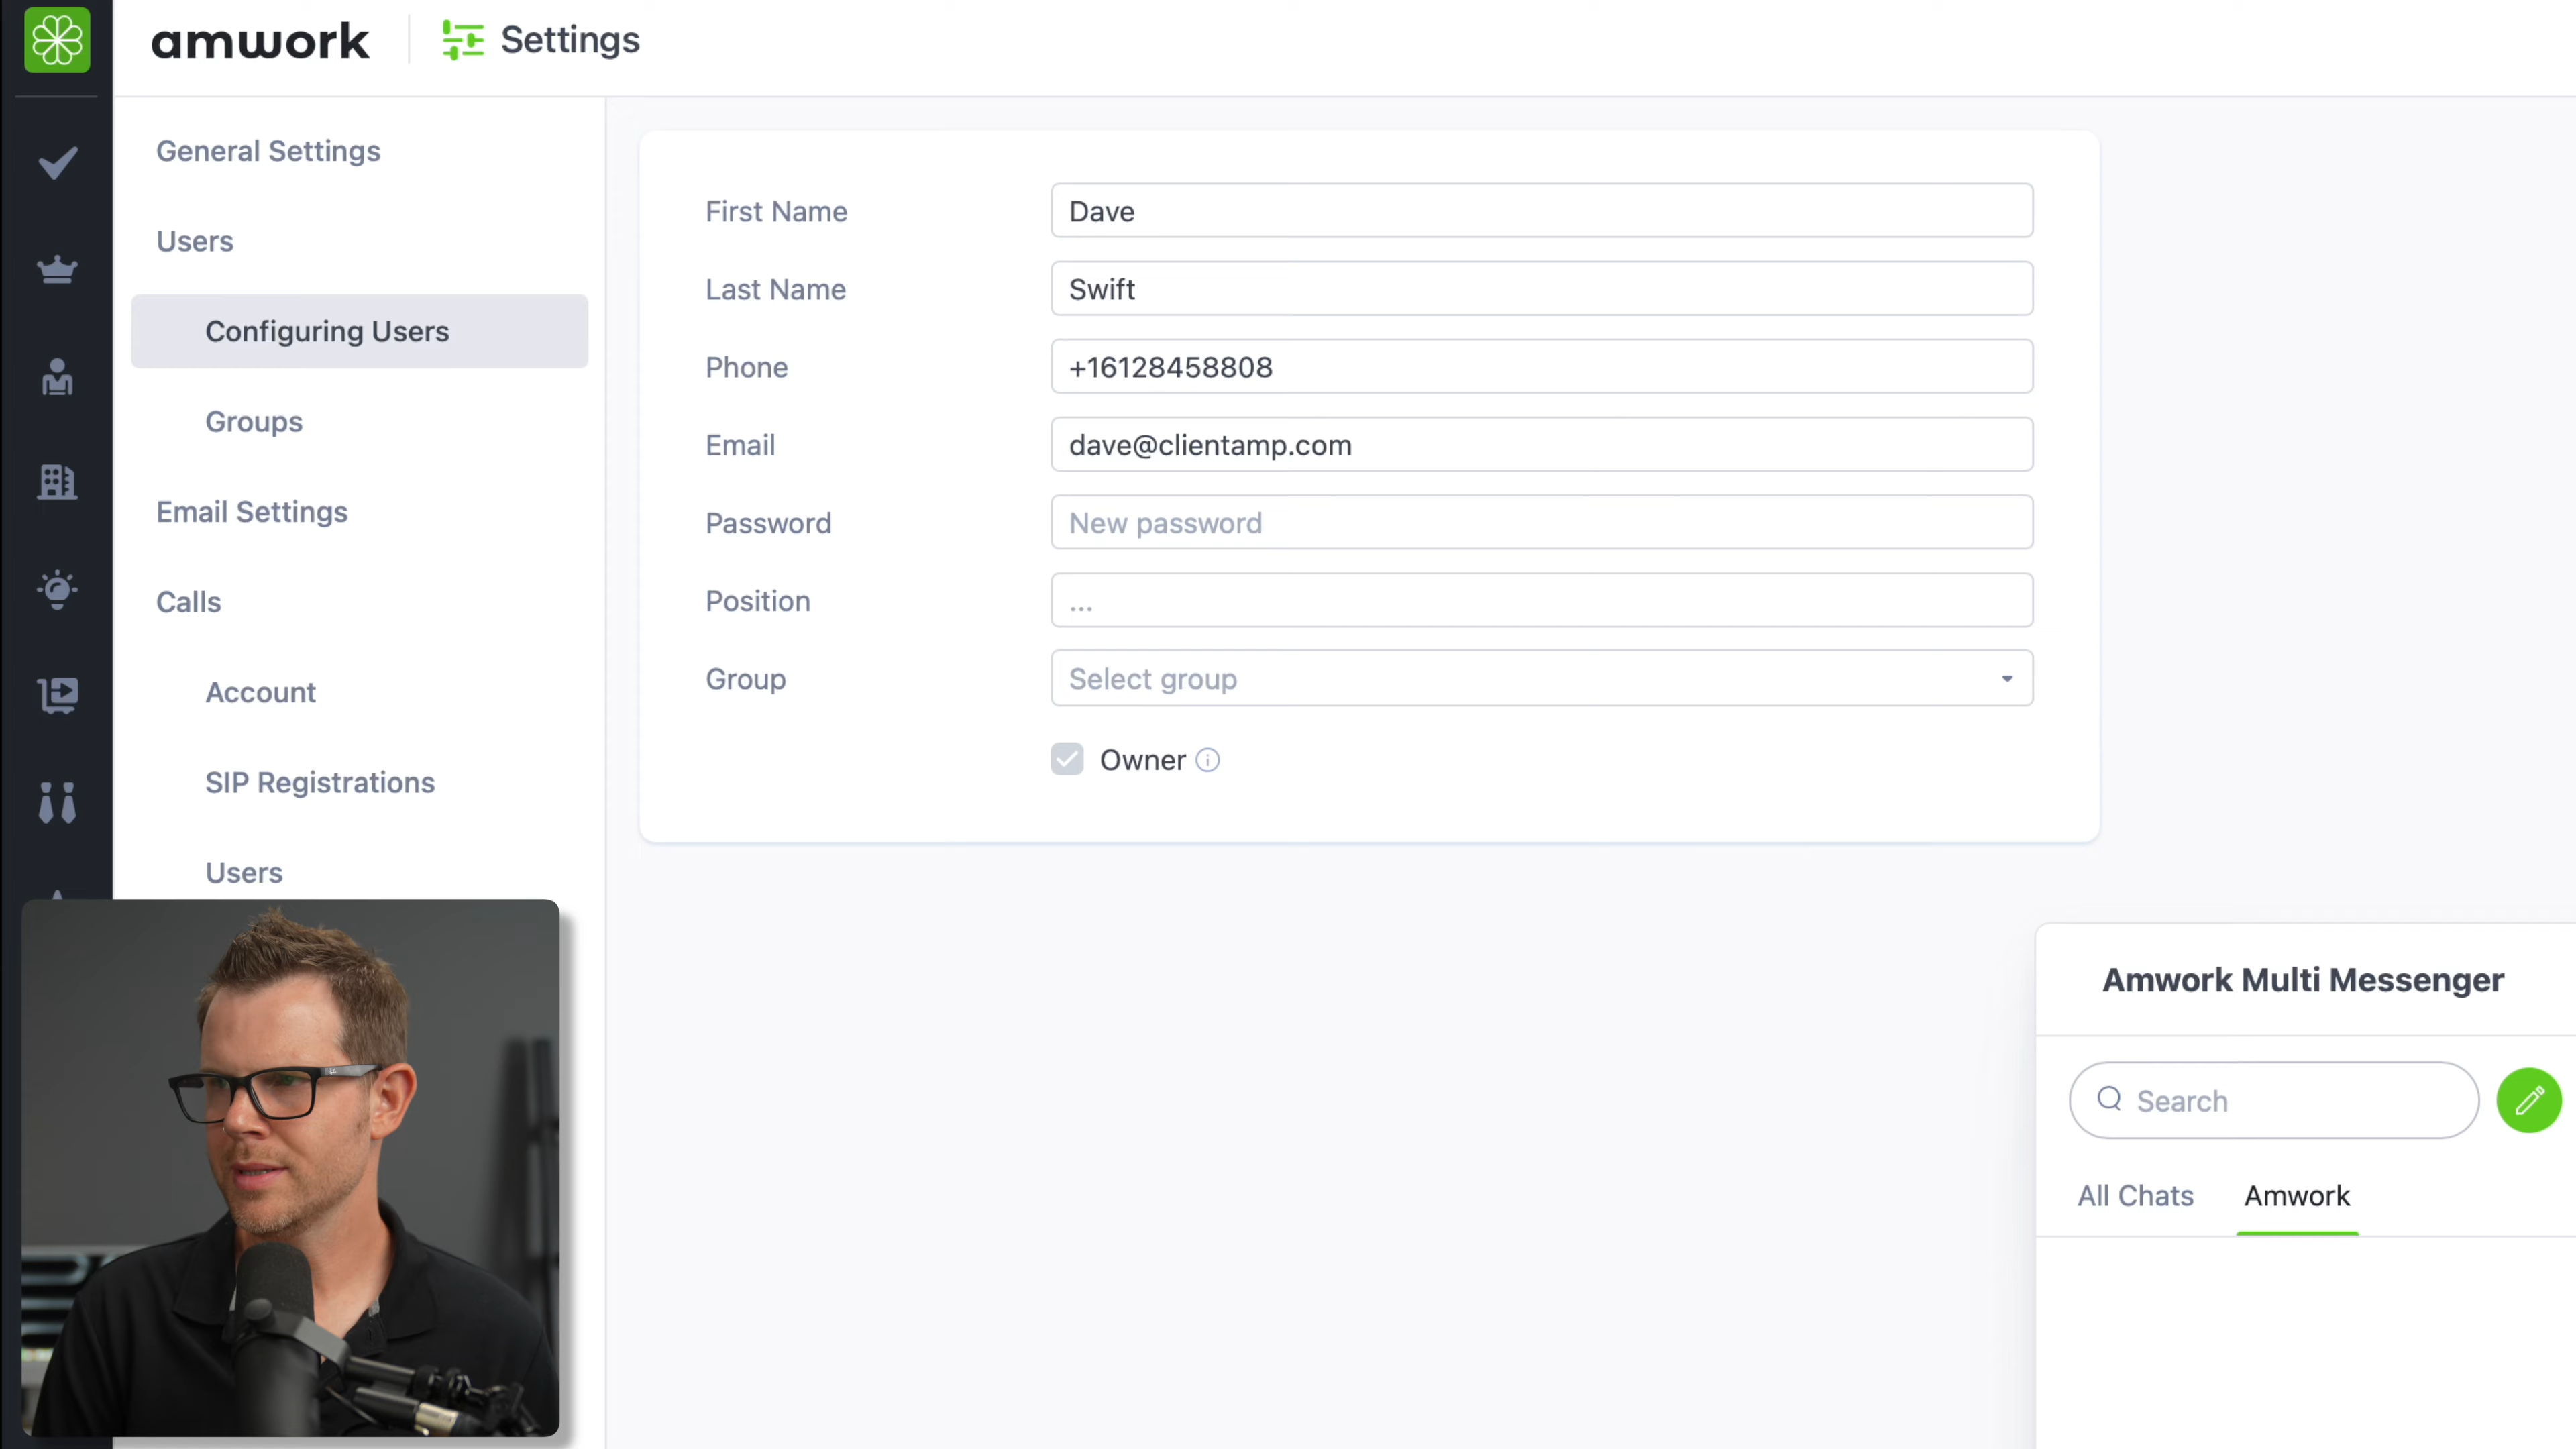 amwork
Settings
General Settings
Users
Configuring Users
Groups
Email Settings
Calls
Account
SIP Registrations
Users
First Name
Dave
Last Name
Swift
Phone
+16128458808
Email
dave@clientamp.com
Password
New password
Position
...
Group
Select group
Owner
Amwork Multi Messenger
Search
All Chats
Amwork